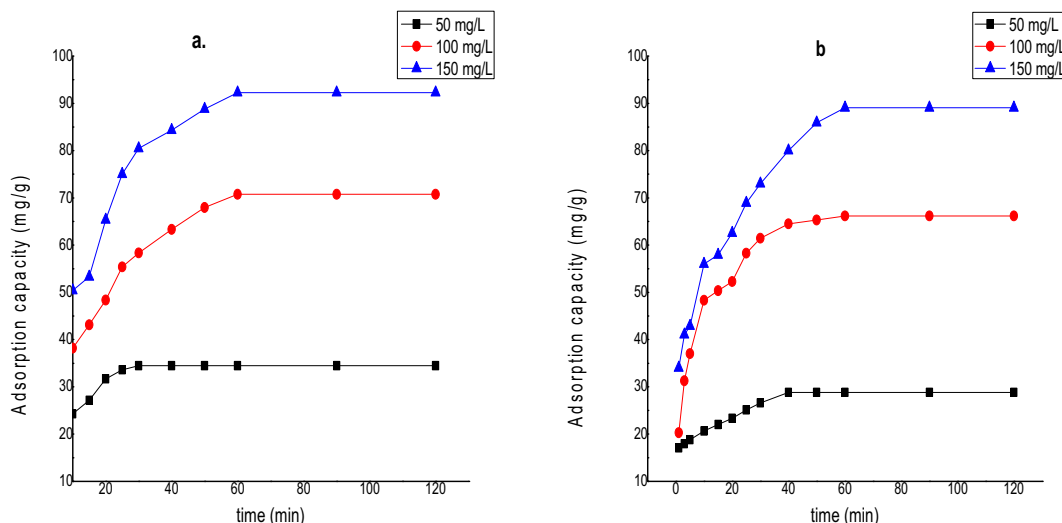 a.
50 mg/L
100 mg/L
150 mg/L
100
90
80
70
60
50
40
30
20
10
Adsorption capacity (mg/g)
20 40 60 80 100 120
time (min)
b
50 mg/L
100 mg/L
150 mg/L
100
90
80
70
60
50
40
30
20
10
Adsorption capacity (mg/g)
0 20 40 60 80 100 120
time (min)